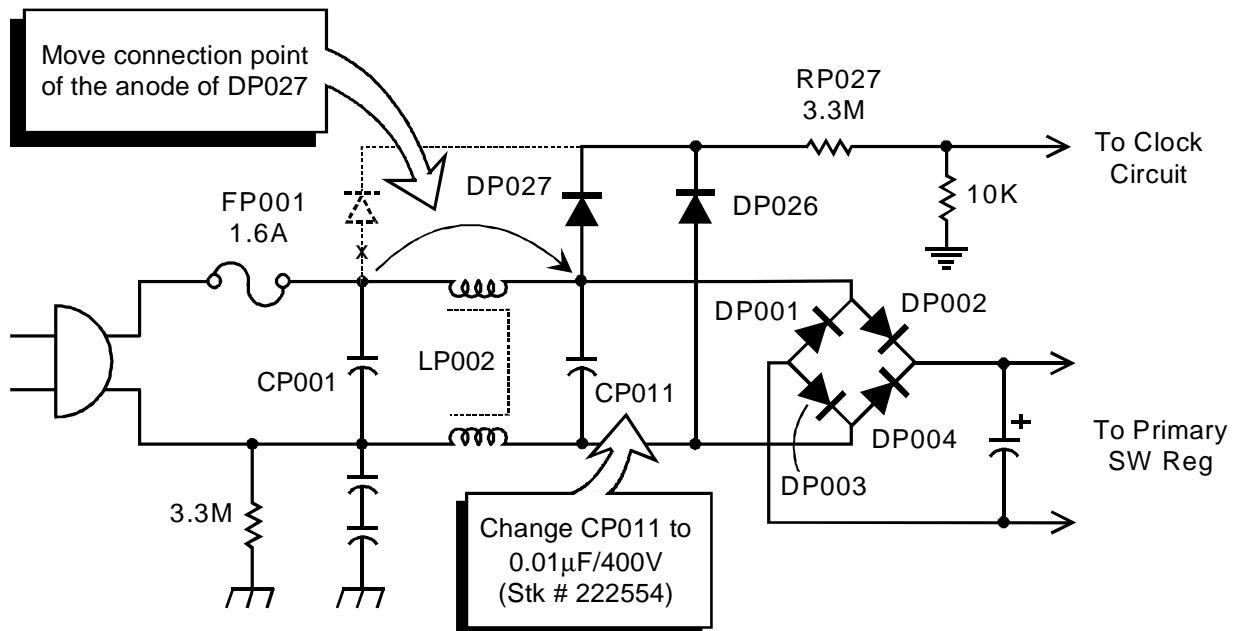 Move connection point
of the anode of DP027
RP027
3.3M
To Clock
Circuit
DP027
DP026
10K
FP001
1.6A
x
DP001
DP002
LP002
CP001
CP011
+
DP004
DP003
To Primary
SW Reg
3.3M
Change CP011 to
0.01µF/400V
(Stk # 222554)